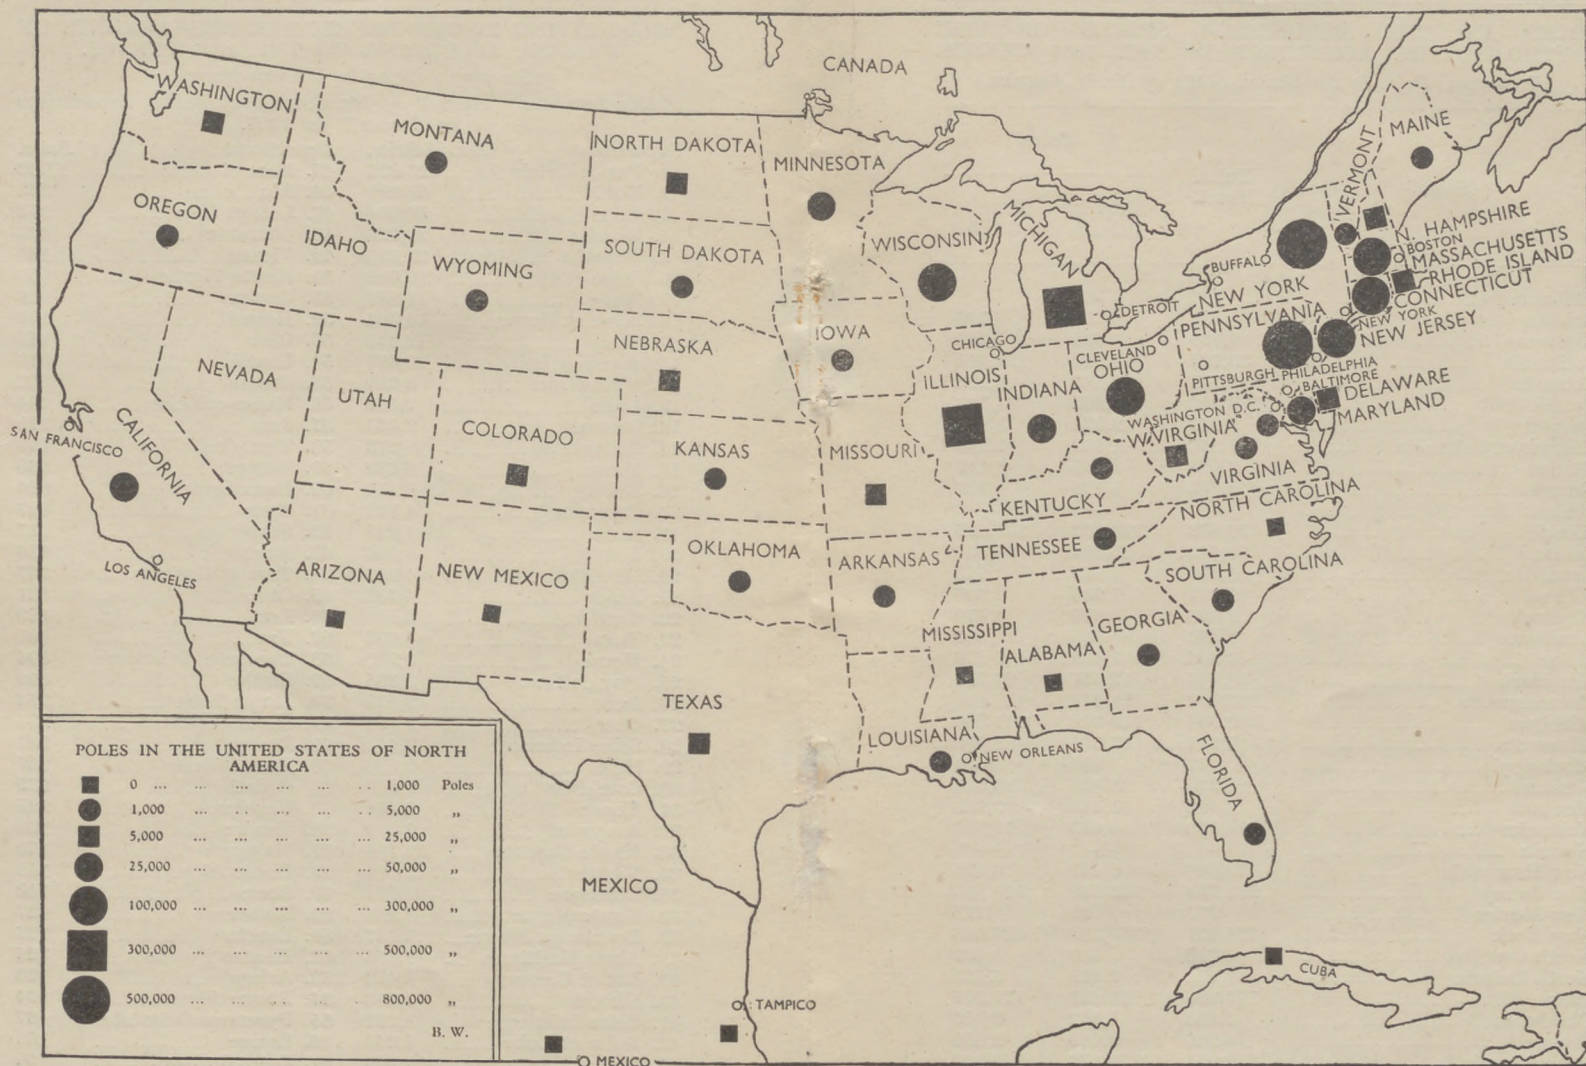 CANADA
WASHINGTON
MONTANA
NORTH DAKOTA
MINNESOTA
MAINE
VERMONT
OREGON
IDAHO
WYOMING
SOUTH DAKOTA
WISCONSIN
MICHIGAN
N. HAMPSHIRE
BOSTON
MASSACHUSETTS
RHODE ISLAND
CONNECTICUT
BUFFALO
NEW YORK
DETROIT
PENNSYLVANIA
NEW YORK
NEW JERSEY
NEBRASKA
IOWA
CHICAGO
CLEVELAND
OHIO
PITTSBURGH
PHILADELPHIA
BALTIMORE
DELAWARE
MARYLAND
NEVADA
UTAH
ILLINOIS
INDIANA
WASHINGTON D.C.
W.VIRGINIA
VIRGINIA
SAN FRANCISCO
CALIFORNIA
COLORADO
KANSAS
MISSOURI
KENTUCKY
NORTH CAROLINA
LOS ANGELES
ARIZONA
NEW MEXICO
OKLAHOMA
ARKANSAS
TENNESSEE
SOUTH CAROLINA
MISSISSIPPI
ALABAMA
GEORGIA
TEXAS
LOUISIANA
NEW ORLEANS
FLORIDA
MEXICO
TAMPICO
MEXICO
CUBA
POLES IN THE UNITED STATES OF NORTH
AMERICA
0 ... ... ... ... ... .. 1,000 Poles
1,000 ... .. ... ... .. 5,000 „
5,000 ... ... ... ... ... 25,000 „
25,000 ... ... ... ... ... 50,000 „
100,000 ... ... ... ... ... 300,000 „
300,000 ... ... ... ... ... 500,000 „
500,000 ... ... .. ... . 800,000 „
B. W.